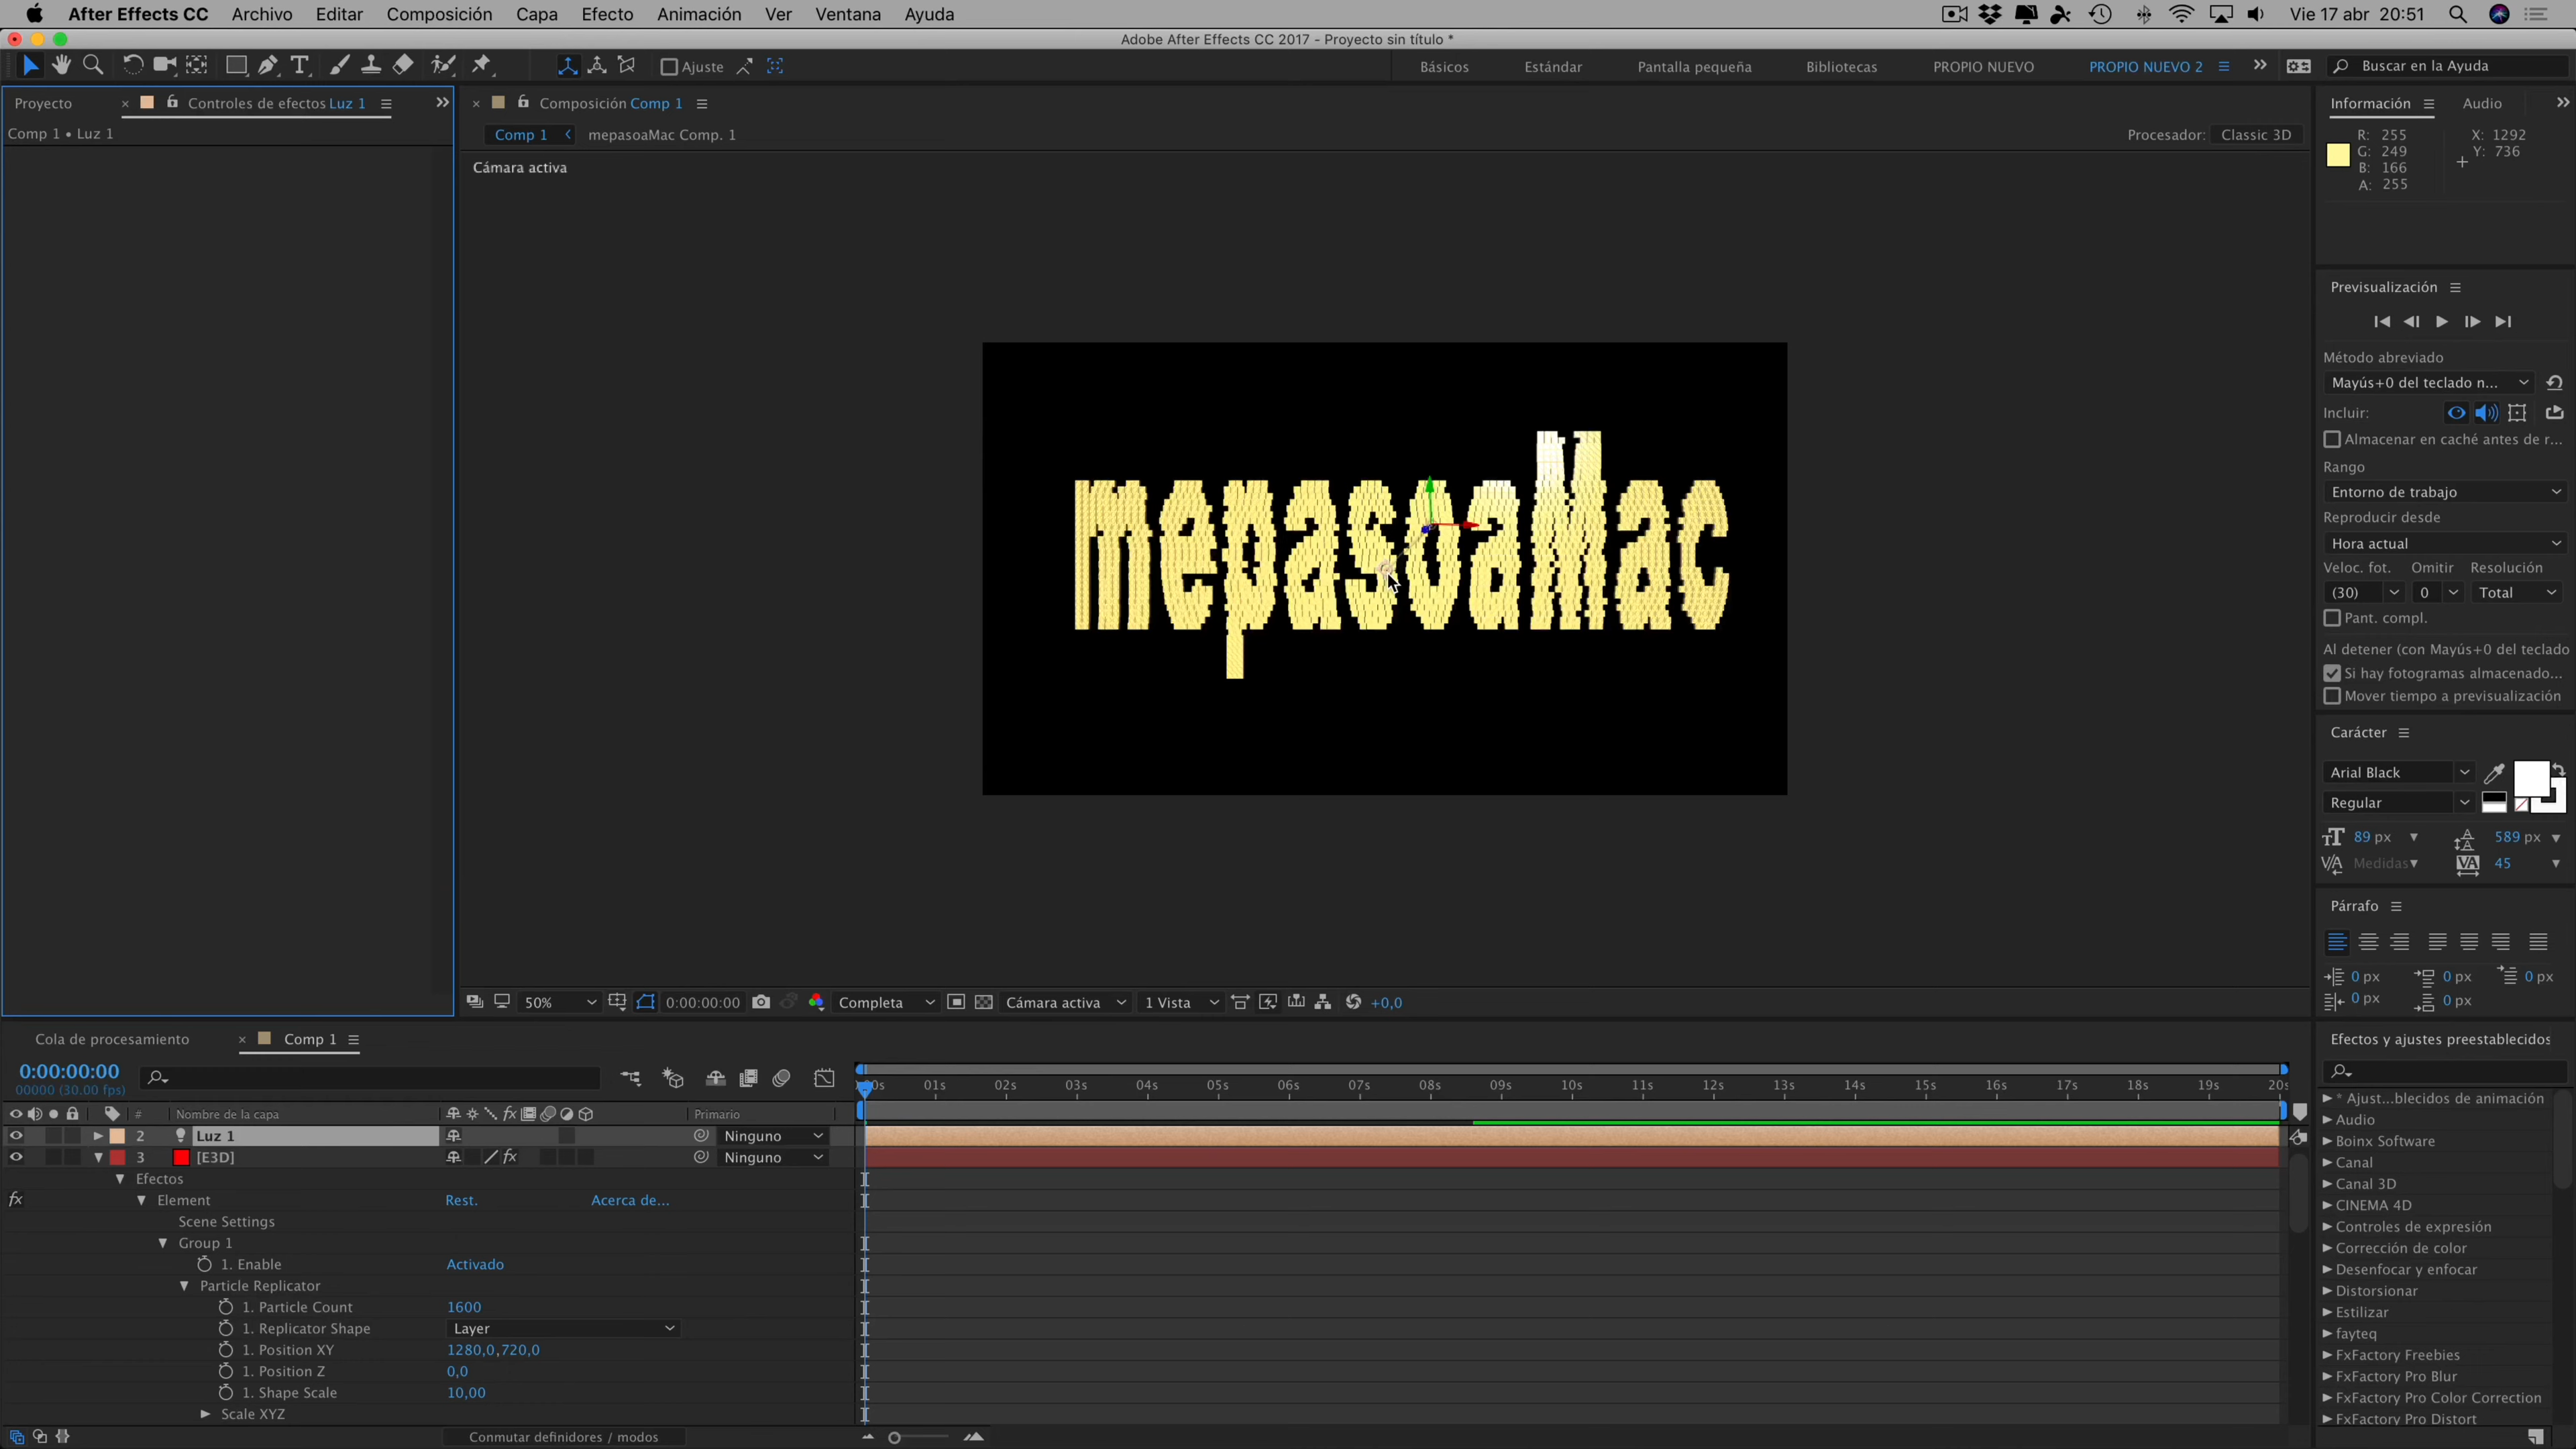 After Effects CC Archivo Editar Composición Capa Efecto Animación Ver Ventana Ayuda
Vie 17 abr 20:51
Adobe After Effects CC 2017 - Proyecto sin título *
Ajuste
Básicos Estándar Pantalla pequeña Bibliotecas PROPIO NUEVO PROPIO NUEVO 2
Buscar en la Ayuda
Proyecto
Controles de efectos Luz 1
Comp 1 • Luz 1
Composición Comp 1
Comp 1 mepasoaMac Comp. 1
Procesador: Classic 3D
Cámara activa
mepasoaMac
50% 0:00:00:00 Completa Cámara activa 1 Vista +0,0
Información Audio
R: 255 X: 1292
G: 249 Y: 736
B: 166
A: 255
Previsualización
Método abreviado
Mayús+0 del teclado n...
Incluir:
Almacenar en caché antes de r...
Rango
Entorno de trabajo
Reproducir desde
Hora actual
Veloc. fot. Omitir Resolución
(30) 0 Total
Pant. compl.
Al detener (con Mayús+0 del teclado
Si hay fotogramas almacenado...
Mover tiempo a previsualización
Carácter
Arial Black
Regular
89 px 589 px
Medidas 45
Párrafo
0 px 0 px 0 px
0 px 0 px
Efectos y ajustes preestablecidos
* Ajust...blecidos de animación
Audio
Boinx Software
Canal
Canal 3D
CINEMA 4D
Controles de expresión
Corrección de color
Desenfocar y enfocar
Distorsionar
Estilizar
fayteq
FxFactory Freebies
FxFactory Pro Blur
FxFactory Pro Color Correction
FxFactory Pro Distort
Cola de procesamiento Comp 1
0:00:00:00
00000 (30.00 fps)
00s 01s 02s 03s 04s 05s 06s 07s 08s 09s 10s 11s 12s 13s 14s 15s 16s 17s 18s 19s 20s
# Nombre de la capa Primario
2 Luz 1 Ninguno
3 [E3D] Ninguno
Efectos
fx Element Rest. Acerca de...
Scene Settings
Group 1
1. Enable Activado
Particle Replicator
1. Particle Count 1600
1. Replicator Shape Layer
1. Position XY 1280,0,720,0
1. Position Z 0,0
1. Shape Scale 10,00
Scale XYZ
Conmutar definidores / modos